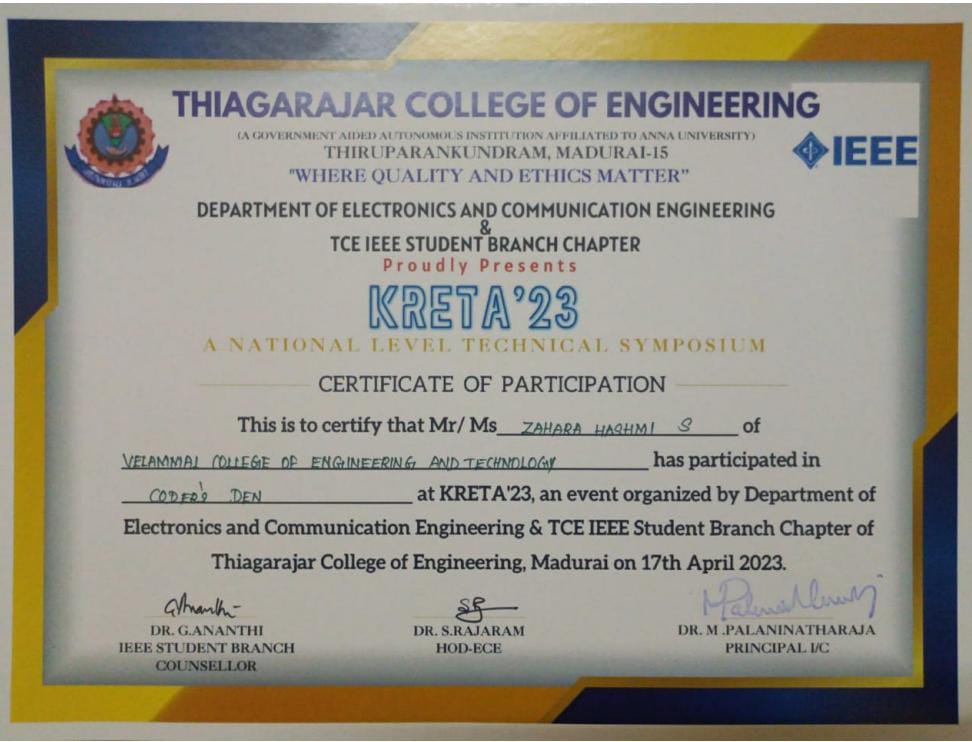 THIAGARAJAR COLLEGE OF ENGINEERING
(A GOVERNMENT AIDED AUTONOMOUS INSTITUTION AFFILIATED TO ANNA UNIVERSITY)
THIRUPARANKUNDRAM, MADURAI-15
"WHERE QUALITY AND ETHICS MATTER"
IEEE
DEPARTMENT OF ELECTRONICS AND COMMUNICATION ENGINEERING
&
TCE IEEE STUDENT BRANCH CHAPTER
Proudly Presents
KRETA'23
A NATIONAL LEVEL TECHNICAL SYMPOSIUM
CERTIFICATE OF PARTICIPATION
This is to certify that Mr/ Ms ZAHARA HASHMI S of
VELAMMAL COLLEGE OF ENGINEERING AND TECHNOLOGY has participated in
CODER'S DEN at KRETA'23, an event organized by Department of
Electronics and Communication Engineering & TCE IEEE Student Branch Chapter of
Thiagarajar College of Engineering, Madurai on 17th April 2023.
DR. G.ANANTHI
IEEE STUDENT BRANCH
COUNSELLOR
DR. S.RAJARAM
HOD-ECE
DR. M .PALANINATHARAJA
PRINCIPAL I/C